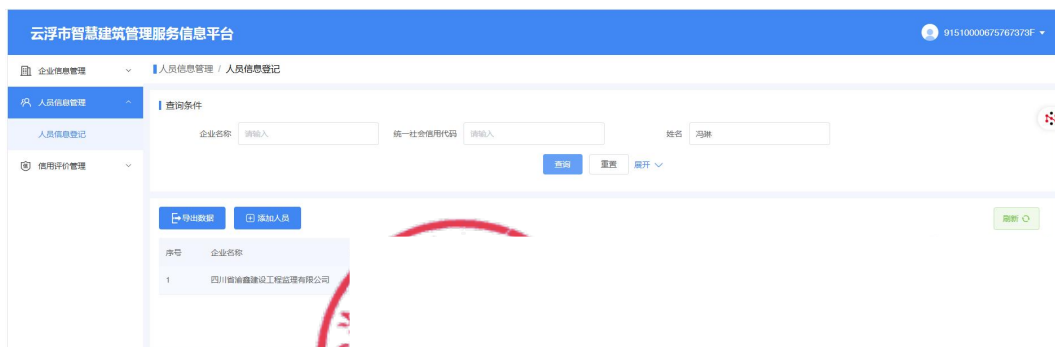 云浮市智慧建筑管理服务信息平台
91510000675767373F
企业信息管理
人员信息管理 / 人员信息登记
人员信息管理
查询条件
人员信息登记
企业名称 请输入 统一社会信用代码 请输入 姓名 冯琳
信用评价管理
查询 重置 展开
导出数据 添加人员 刷新
序号 企业名称
1 四川省渝鑫建设工程监理有限公司